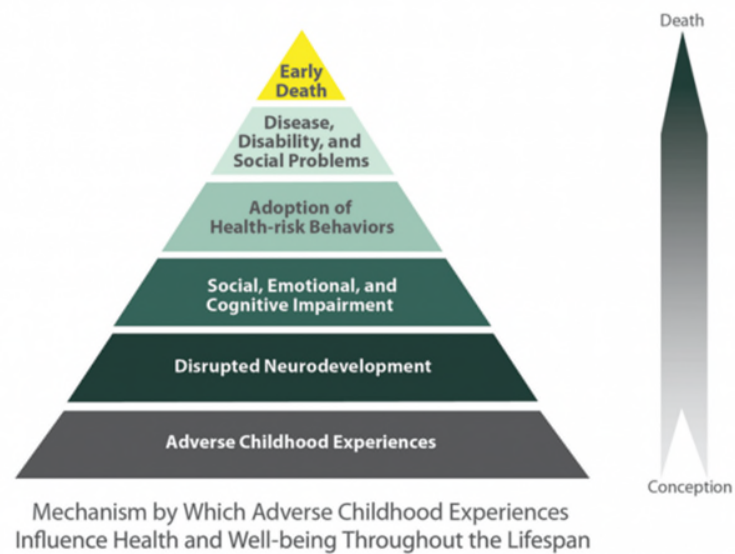 Death
Early
Death
Disease,
Disability, and
Social Problems
Adoption of
Health-risk Behaviors
Social, Emotional, and
Cognitive Impairment
Disrupted Neurodevelopment
Adverse Childhood Experiences
Conception
Mechanism by Which Adverse Childhood Experiences
Influence Health and Well-being Throughout the Lifespan